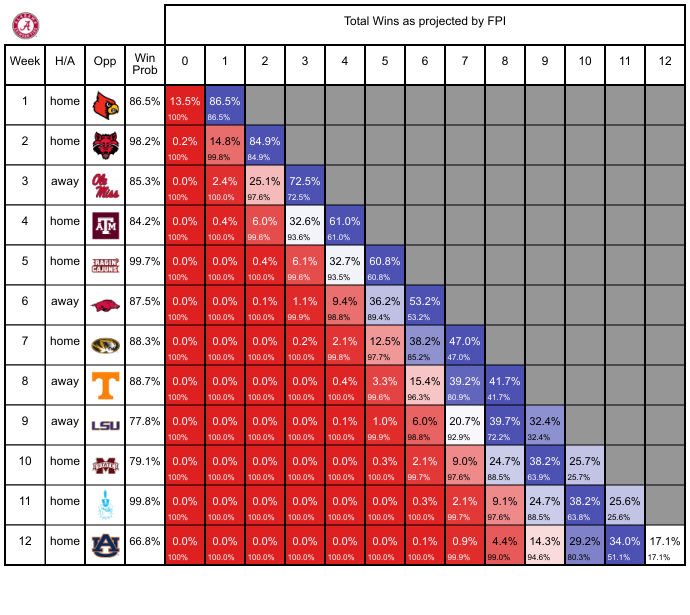 A
Total Wins as projected by FPI
Week H/A Opp Win Prob 0 1 2 3 4 5 6 7 8 9 10 11 12
1 home 86.5% 13.5% 86.5%
100% 86.5%
2 home 98.2% 0.2% 14.8% 84.9%
100% 99.8% 84.9%
3 away Ole Miss 85.3% 0.0% 2.4% 25.1% 72.5%
100% 100.0% 97.6% 72.5%
4 home ATM 84.2% 0.0% 0.4% 6.0% 32.6% 61.0%
100% 100.0% 99.6% 93.6% 61.0%
5 home RAGIN CAJUNS 99.7% 0.0% 0.0% 0.4% 6.1% 32.7% 60.8%
100% 100.0% 100.0% 99.6% 93.5% 60.8%
6 away 87.5% 0.0% 0.0% 0.1% 1.1% 9.4% 36.2% 53.2%
100% 100.0% 100.0% 99.9% 98.8% 89.4% 53.2%
7 home 88.3% 0.0% 0.0% 0.0% 0.2% 2.1% 12.5% 38.2% 47.0%
100% 100.0% 100.0% 100.0% 99.8% 97.7% 85.2% 47.0%
8 away T 88.7% 0.0% 0.0% 0.0% 0.0% 0.4% 3.3% 15.4% 39.2% 41.7%
100% 100.0% 100.0% 100.0% 100.0% 99.6% 96.3% 80.9% 41.7%
9 away LSU 77.8% 0.0% 0.0% 0.0% 0.0% 0.1% 1.0% 6.0% 20.7% 39.7% 32.4%
100% 100.0% 100.0% 100.0% 100.0% 99.9% 98.8% 92.9% 72.2% 32.4%
10 home 79.1% 0.0% 0.0% 0.0% 0.0% 0.0% 0.3% 2.1% 9.0% 24.7% 38.2% 25.7%
100% 100.0% 100.0% 100.0% 100.0% 100.0% 99.7% 97.6% 88.5% 63.9% 25.7%
11 home 99.8% 0.0% 0.0% 0.0% 0.0% 0.0% 0.0% 0.3% 2.1% 9.1% 24.7% 38.2% 25.6%
100% 100.0% 100.0% 100.0% 100.0% 100.0% 100.0% 99.7% 97.6% 88.5% 63.8% 25.6%
12 home AU 66.8% 0.0% 0.0% 0.0% 0.0% 0.0% 0.0% 0.1% 0.9% 4.4% 14.3% 29.2% 34.0% 17.1%
100% 100.0% 100.0% 100.0% 100.0% 100.0% 100.0% 99.9% 99.0% 94.6% 80.3% 51.1% 17.1%